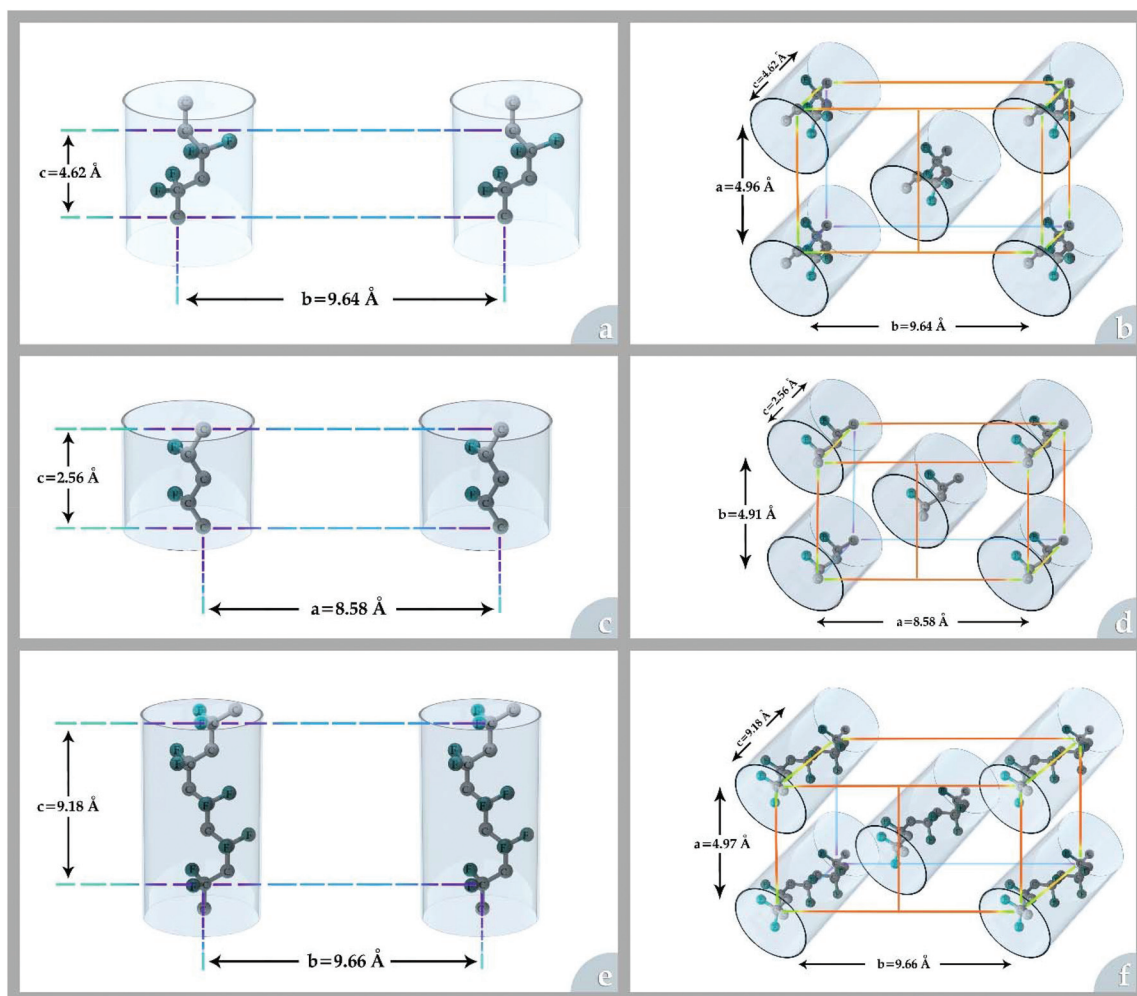 c=4.62 Å
b=9.64 Å
a
c=4.62 Å
a=4.96 Å
b=9.64 Å
b
c=2.56 Å
a=8.58 Å
c
c=2.56 Å
b=4.91 Å
a=8.58 Å
d
c=9.18 Å
b=9.66 Å
e
c=9.18 Å
a=4.97 Å
b=9.66 Å
f